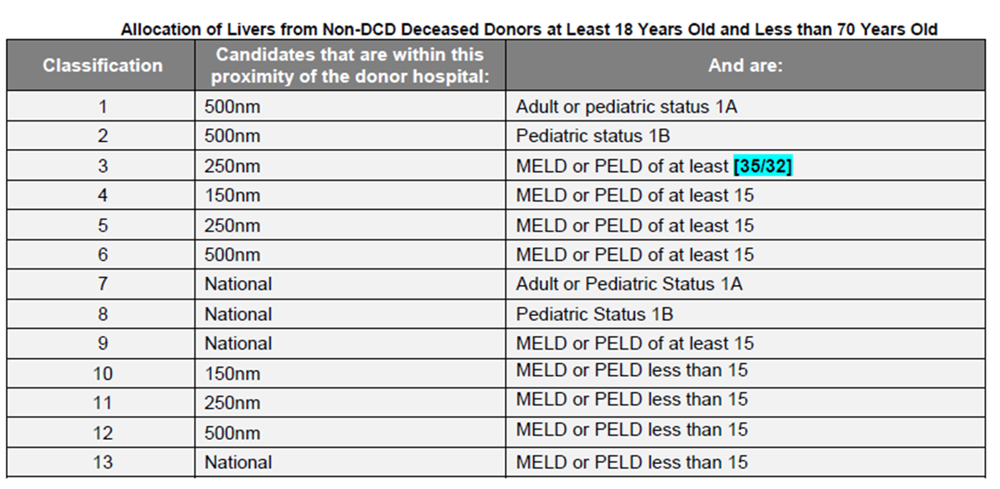 Allocation of Livers from Non-DCD Deceased Donors at Least 18 Years Old and Less than 70 Years Old
Classification Candidates that are within this proximity of the donor hospital: And are:
1 500nm Adult or pediatric status 1A
2 500nm Pediatric status 1B
3 250nm MELD or PELD of at least [35/32]
4 150nm MELD or PELD of at least 15
5 250nm MELD or PELD of at least 15
6 500nm MELD or PELD of at least 15
7 National Adult or Pediatric Status 1A
8 National Pediatric Status 1B
9 National MELD or PELD of at least 15
10 150nm MELD or PELD less than 15
11 250nm MELD or PELD less than 15
12 500nm MELD or PELD less than 15
13 National MELD or PELD less than 15